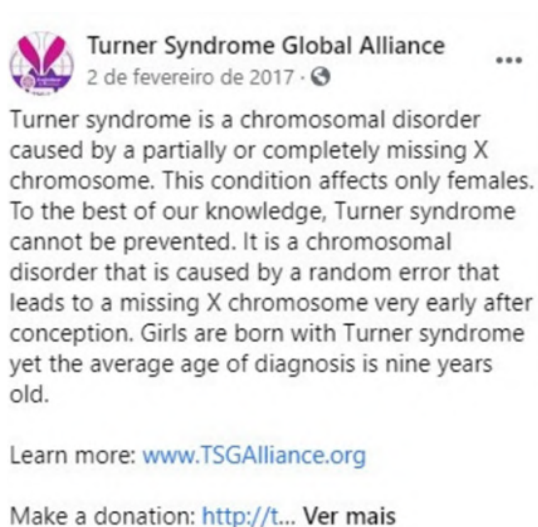 Turner Syndrome Global Alliance
2 de fevereiro de 2017 ·
Turner syndrome is a chromosomal disorder
caused by a partially or completely missing X
chromosome. This condition affects only females.
To the best of our knowledge, Turner syndrome
cannot be prevented. It is a chromosomal
disorder that is caused by a random error that
leads to a missing X chromosome very early after
conception. Girls are born with Turner syndrome
yet the average age of diagnosis is nine years
old.
Learn more: www.TSGAlliance.org
Make a donation: http://t... Ver mais